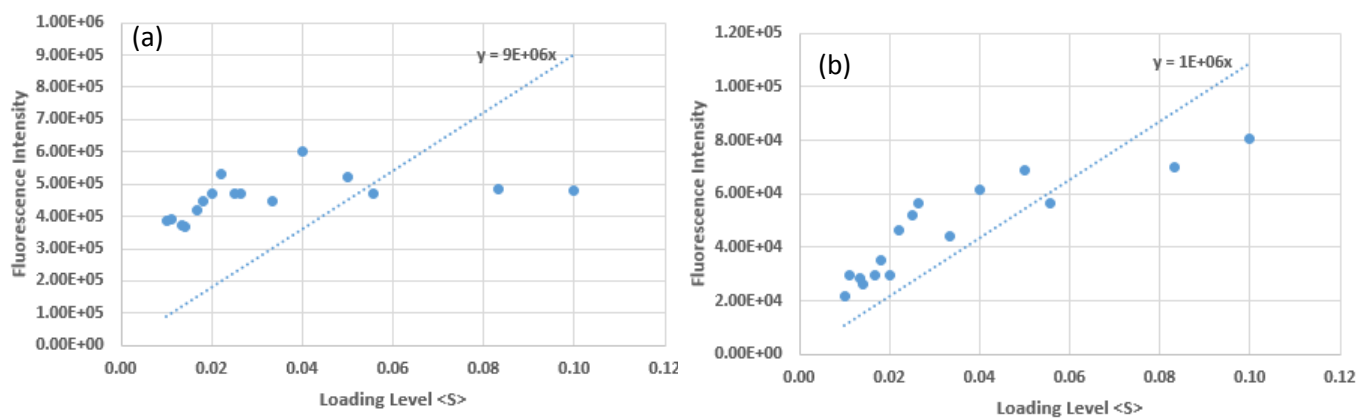 (a)
y = 9E+06x
Fluorescence Intensity
1.00E+06
9.00E+05
8.00E+05
7.00E+05
6.00E+05
5.00E+05
4.00E+05
3.00E+05
2.00E+05
1.00E+05
0.00E+00
0.00 0.02 0.04 0.06 0.08 0.10 0.12
Loading Level <S>
(b)
y = 1E+06x
Fluorescence Intensity
1.20E+05
1.00E+05
8.00E+04
6.00E+04
4.00E+04
2.00E+04
0.00E+00
0.00 0.02 0.04 0.06 0.08 0.10 0.12
Loading Level <S>